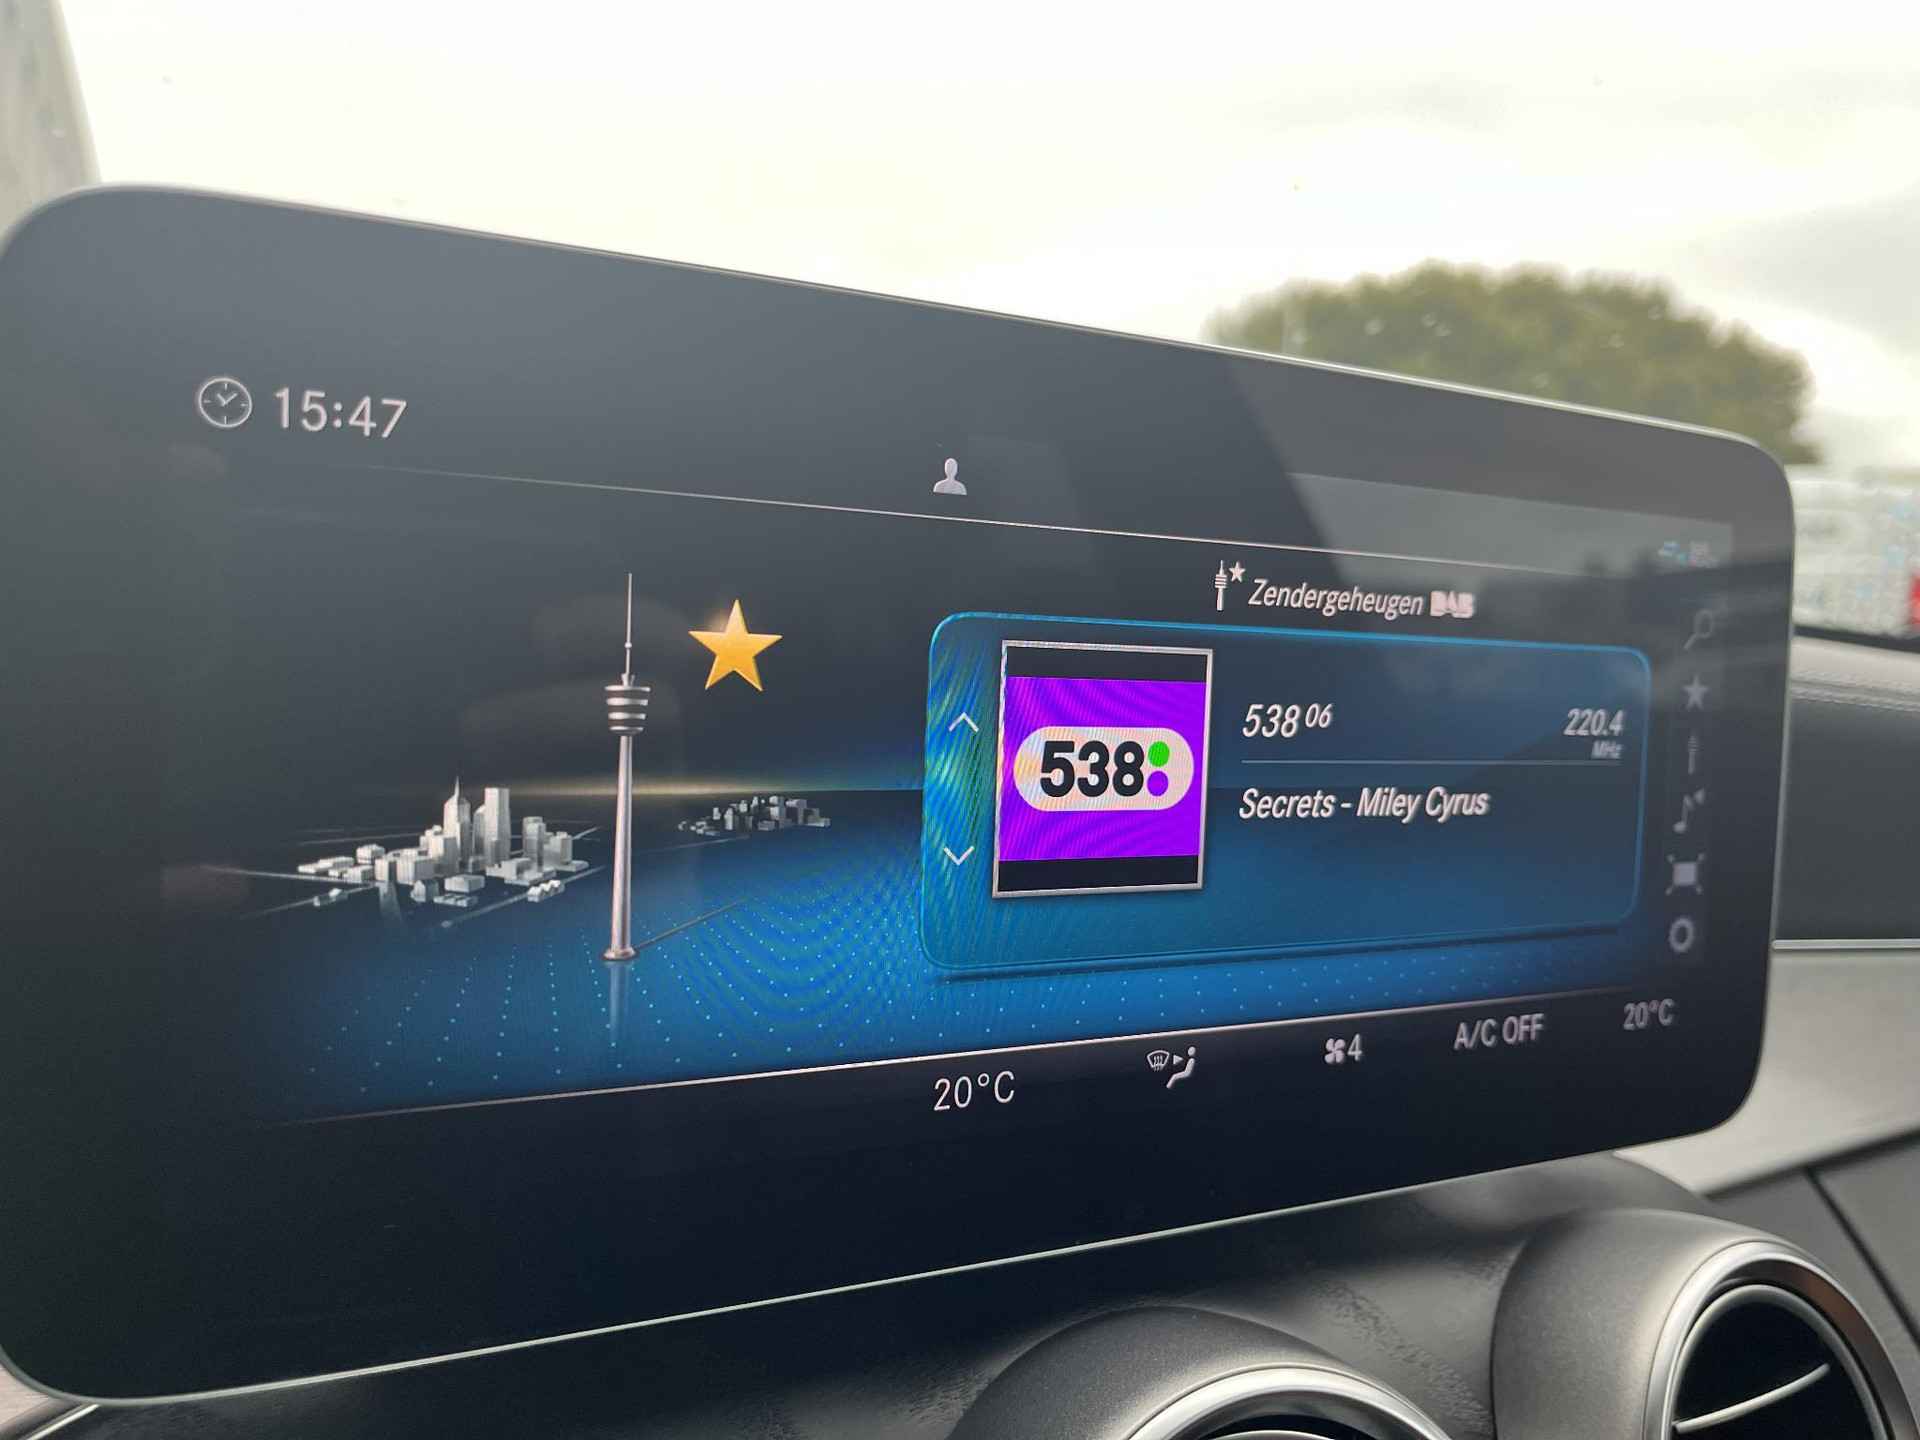 15:47
Zendergeheugen DAB
538 06
220.4
MHz
538
Secrets - Miley Cyrus
20°C
4
A/C OFF
20°C